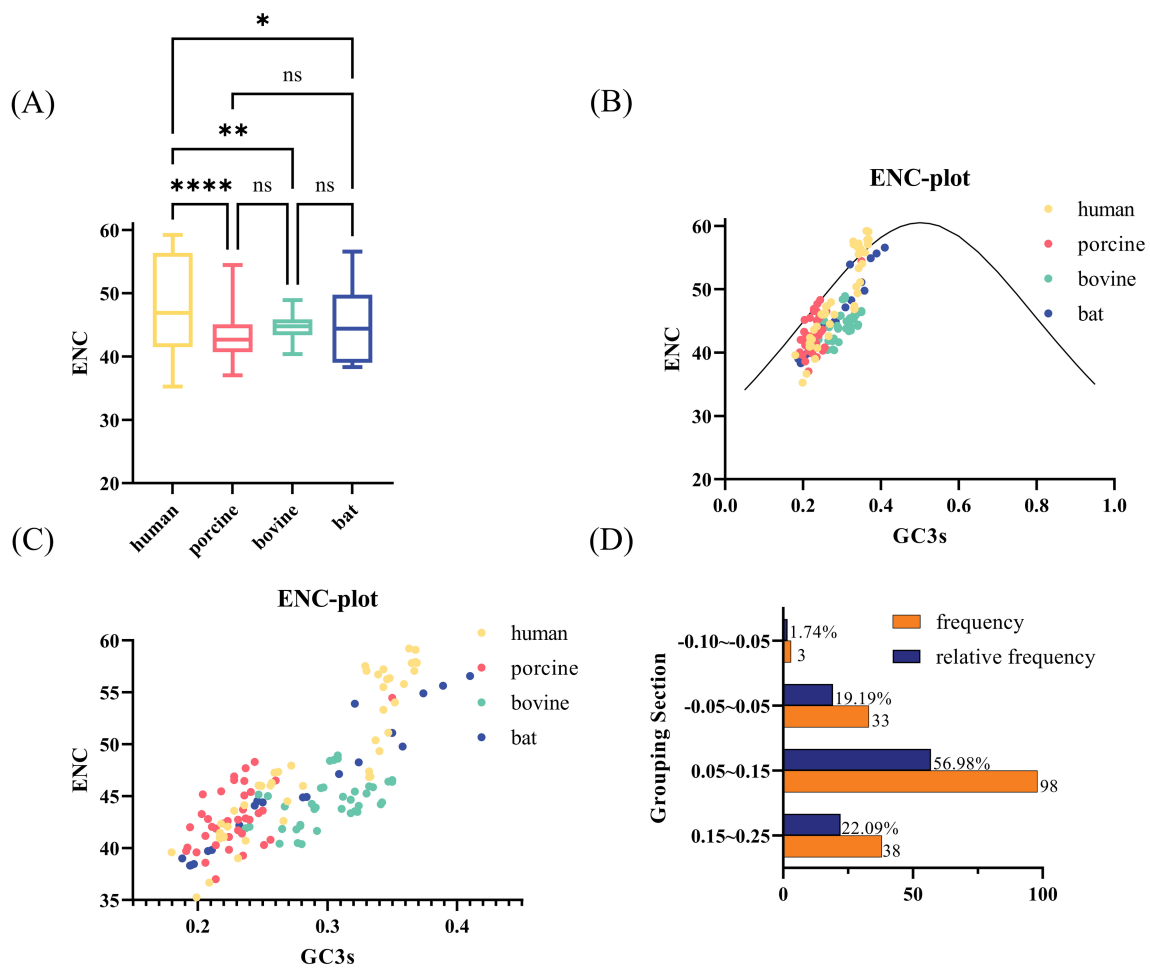 (A)
*
ns
**
****
ns
ns
ENC
60
50
40
30
20
human
porcine
bovine
bat
(B)
ENC-plot
human
porcine
bovine
bat
ENC
60
50
40
30
20
0.0
0.2
0.4
0.6
0.8
1.0
GC3s
(C)
ENC-plot
human
porcine
bovine
bat
ENC
60
55
50
45
40
35
0.2
0.3
0.4
GC3s
(D)
frequency
relative frequency
Grouping Section
-0.10~-0.05
1.74%
3
-0.05~0.05
19.19%
33
0.05~0.15
56.98%
98
0.15~0.25
22.09%
38
0
50
100